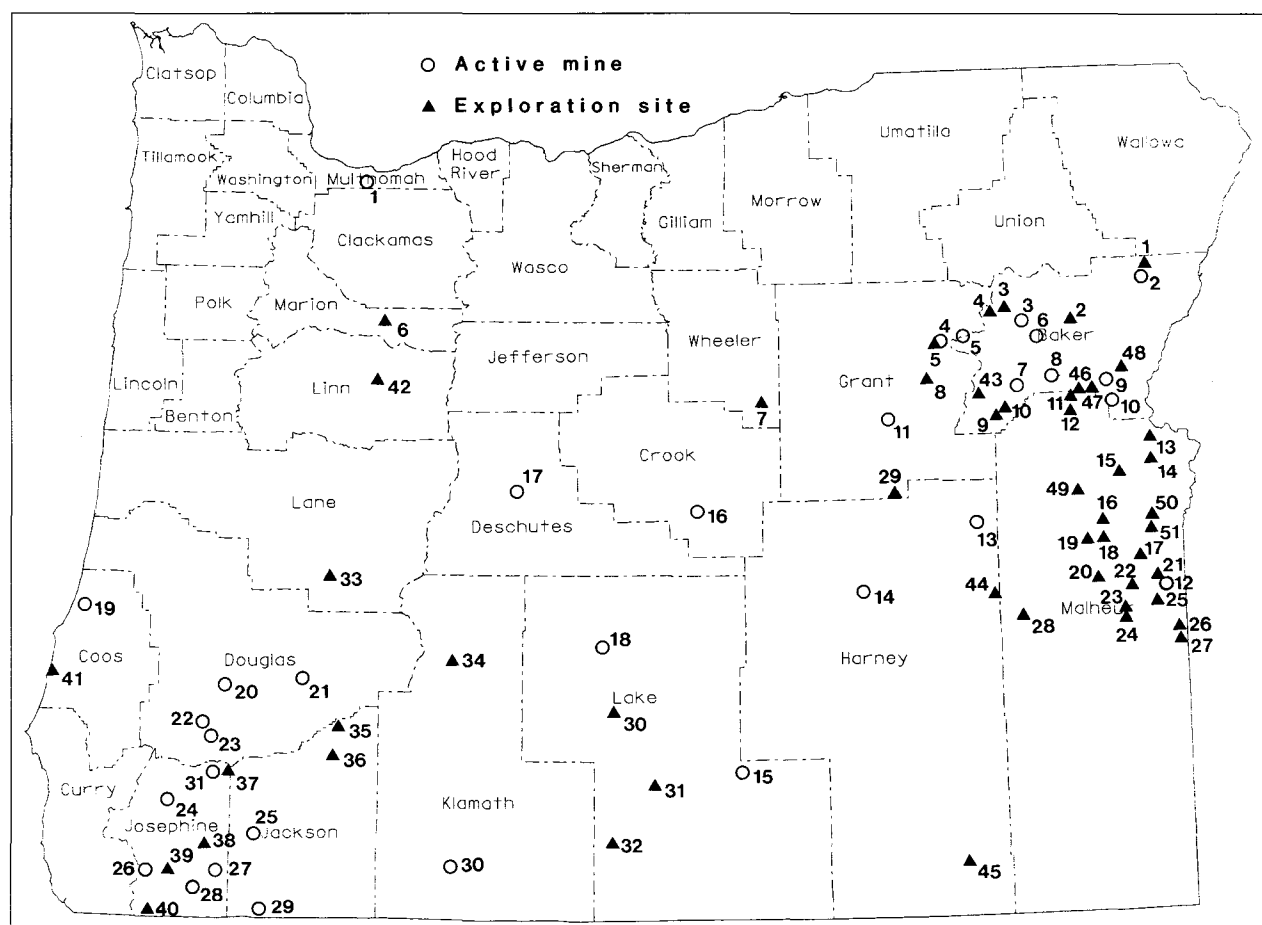 Active mine
Exploration site
Clatsop
Columbia
Tillamook
Washington
Multnomah
1
Hood
River
Sherman
Umatilla
Wallowa
Morrow
Gilliam
Union
Yamhill
Clackamas
Wasco
1
2
Polk
Marion
6
Wheeler
Jefferson
4
3
3
6
2
Baker
4
5
5
Grant
8
43
7
8
46
48
9
Lincoln
Linn
42
Benton
7
10
9
11
47
10
12
11
13
14
15
Crook
17
16
29
Lane
Deschutes
49
16
50
51
13
19
18
17
33
20
22
21
12
44
14
28
Malheur
23
25
24
26
27
19
Coos
41
Douglas
20
21
34
18
Harney
Lake
30
22
23
35
36
31
37
24
Curry
15
31
Klamath
25
Josephine
Jackson
38
39
32
26
27
30
45
28
40
29